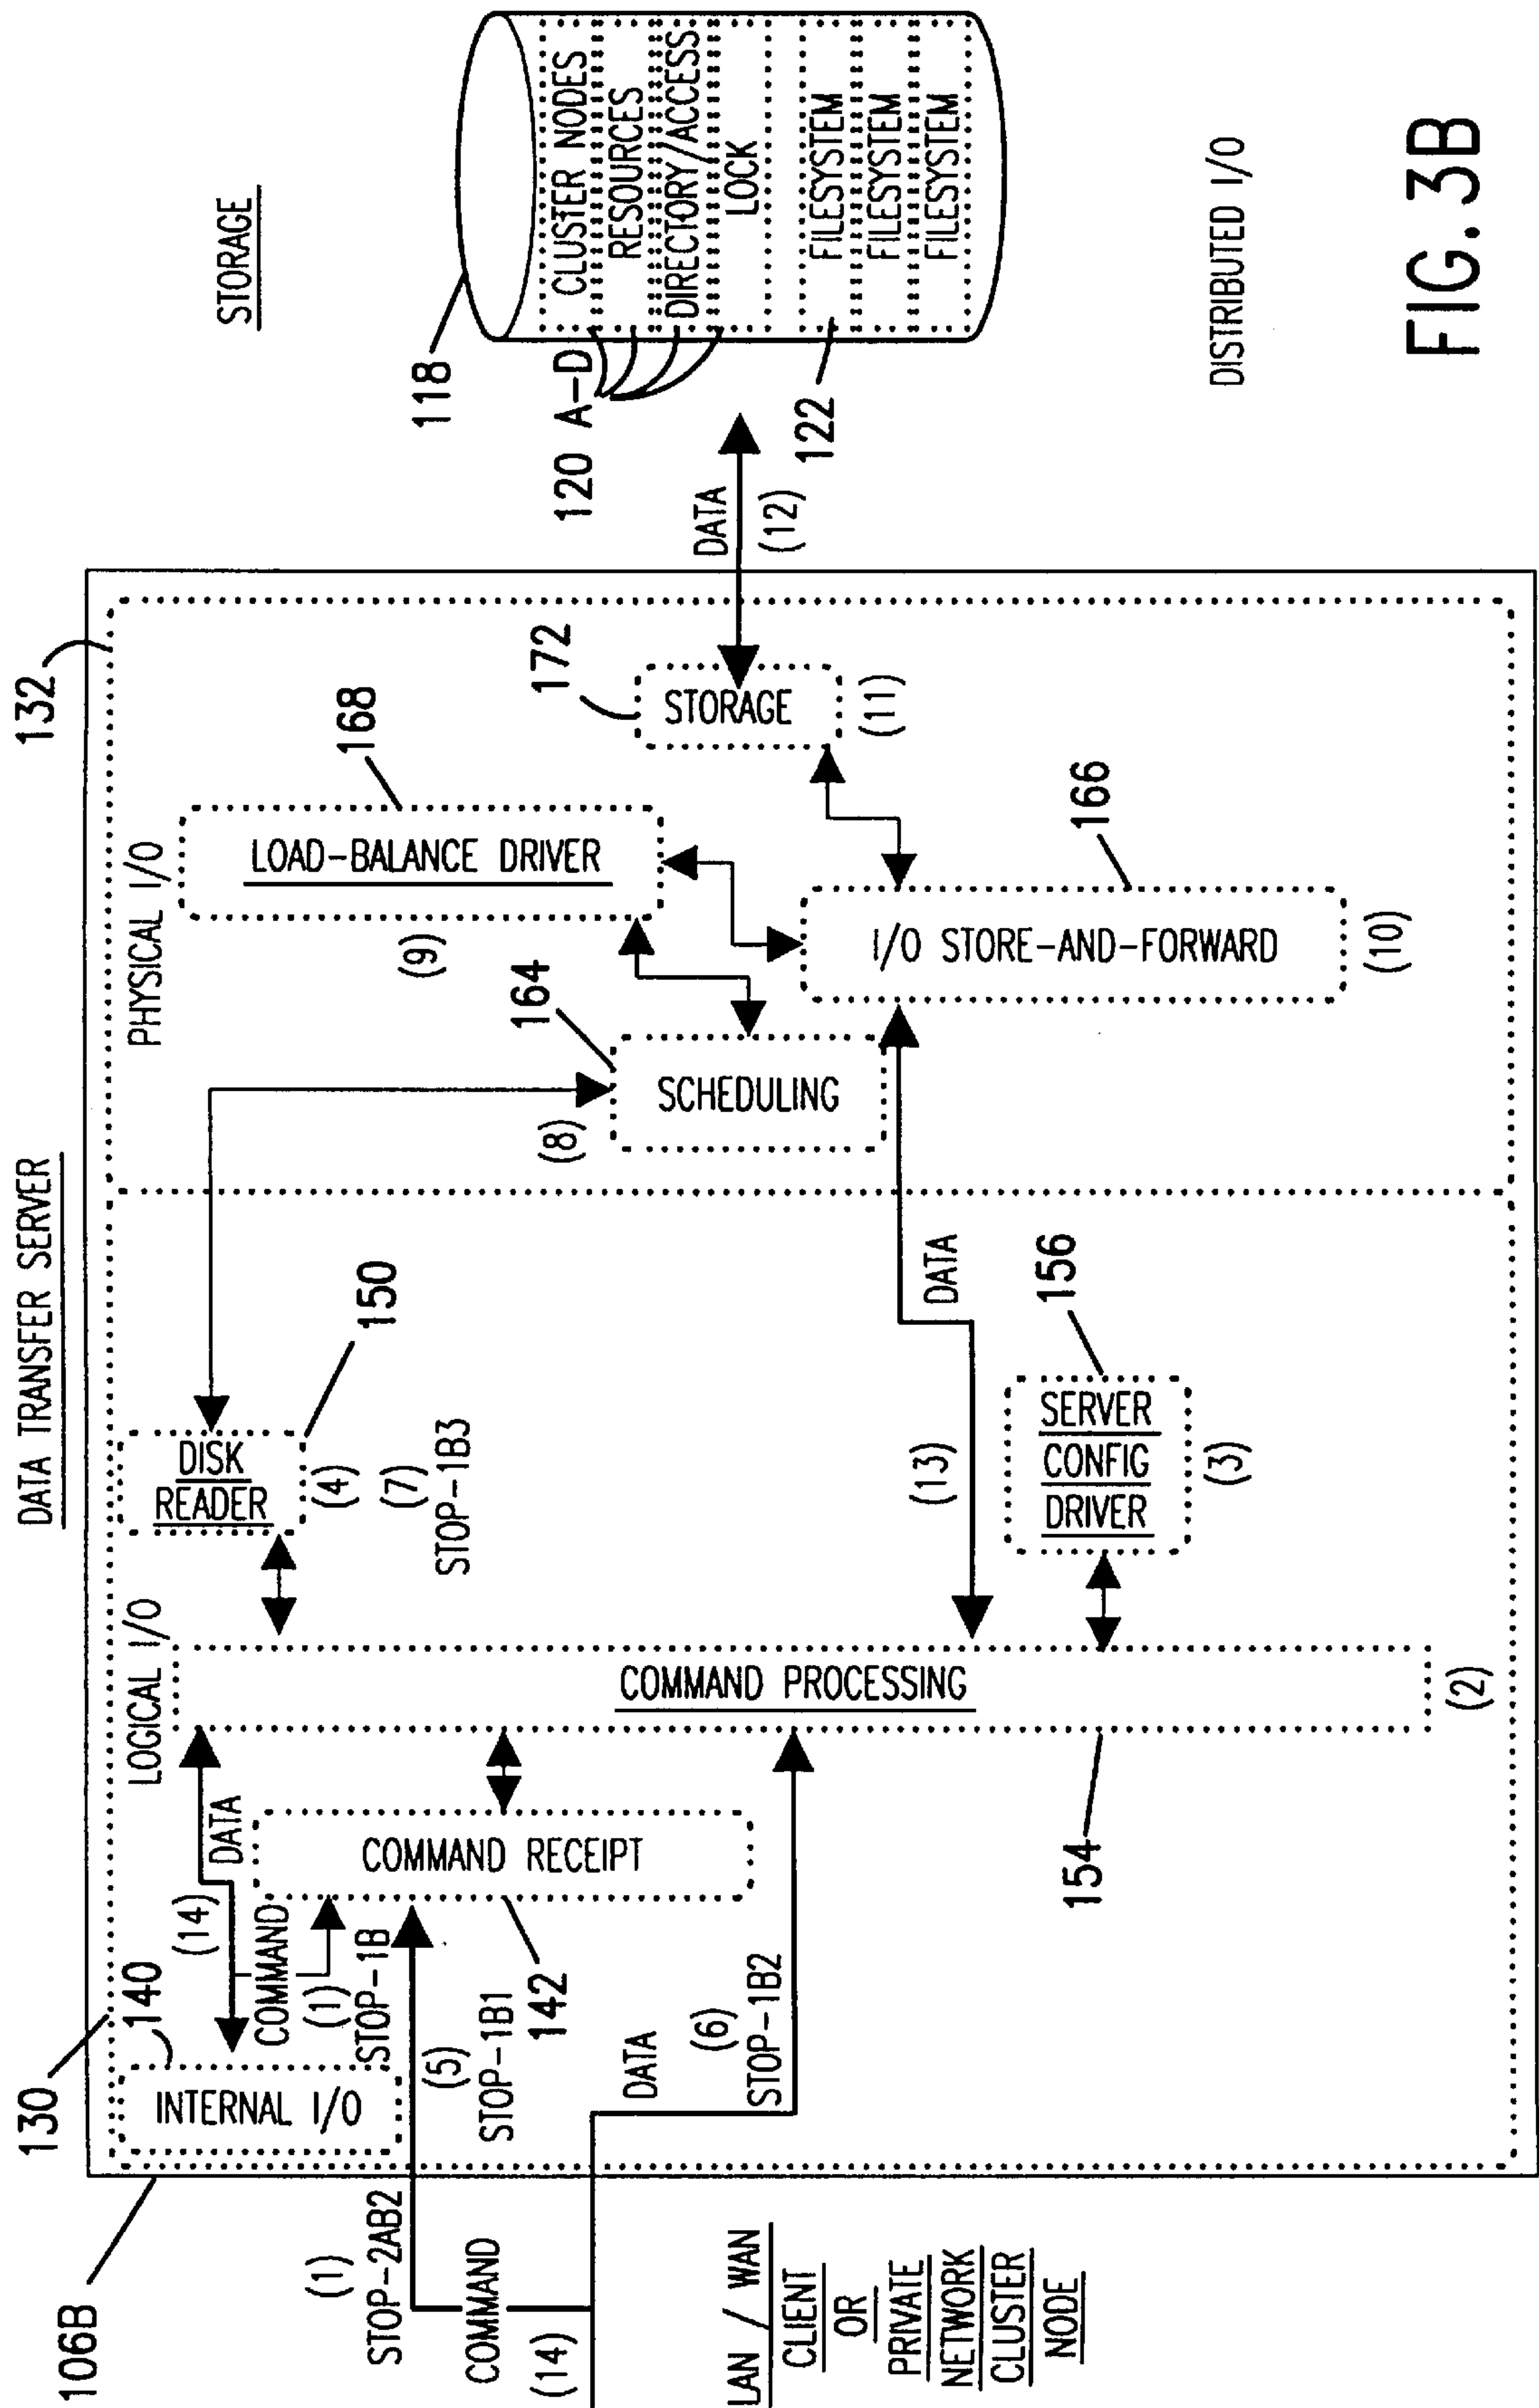 DATA TRANSFER SERVER
STORAGE
106B
130
132
LOGICAL I/O
PHYSICAL I/O
140
INTERNAL I/O
(14)
DATA
COMMAND
(1)
STOP-1B
COMMAND RECEIPT
142
(1)
STOP-2AB2
COMMAND
(14)
(5)
STOP-1B1
DATA
(6)
STOP-1B2
LAN / WAN
CLIENT
OR
PRIVATE
NETWORK
CLUSTER
NODE
COMMAND PROCESSING
154
(2)
DISK
READER
150
(4)
(7)
STOP-1B3
(13)
DATA
SERVER
CONFIG
DRIVER
156
(3)
SCHEDULING
164
(8)
LOAD-BALANCE DRIVER
168
(9)
I/O STORE-AND-FORWARD
166
(10)
STORAGE
172
(11)
DATA
(12)
118
120 A-D
CLUSTER NODES
RESOURCES
DIRECTORY/ACCESS
LOCK
122
FILESYSTEM
FILESYSTEM
FILESYSTEM
DISTRIBUTED I/O
FIG. 3B